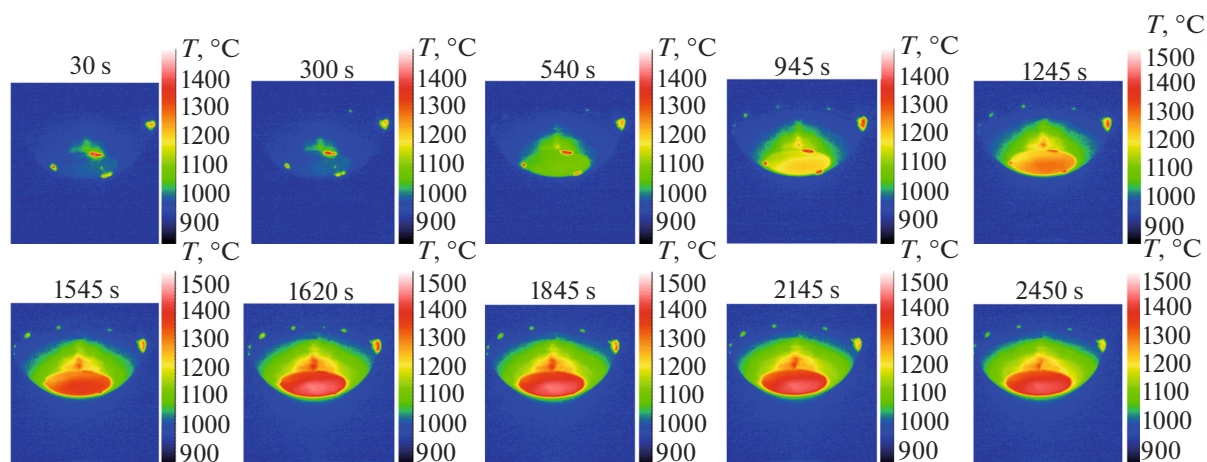 T, °C T, °C T, °C T, °C T, °C
30 s 300 s 540 s 945 s 1245 s
1400 1400 1400 1400 1500
1300 1300 1300 1300 1400
1200 1200 1200 1200 1300
1100 1100 1100 1100 1200
1000 1000 1000 1000 1100
900 900 900 900 1000
900
T, °C T, °C T, °C T, °C T, °C
1545 s 1620 s 1845 s 2145 s 2450 s
1500 1500 1500 1500 1500
1400 1400 1400 1400 1400
1300 1300 1300 1300 1300
1200 1200 1200 1200 1200
1100 1100 1100 1100 1100
1000 1000 1000 1000 1000
900 900 900 900 900